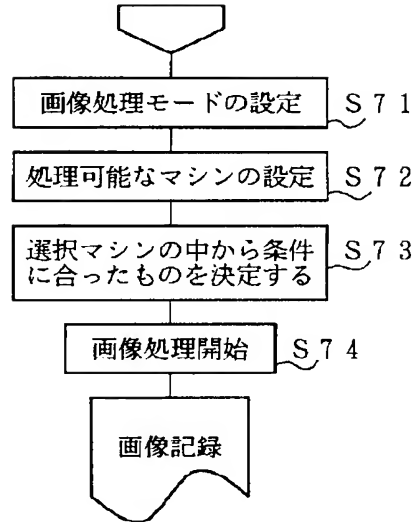 画像処理モードの設定 S71
処理可能なマシンの設定 S72
選択マシンの中から条件
に合ったものを決定する S73
画像処理開始 S74
画像記録